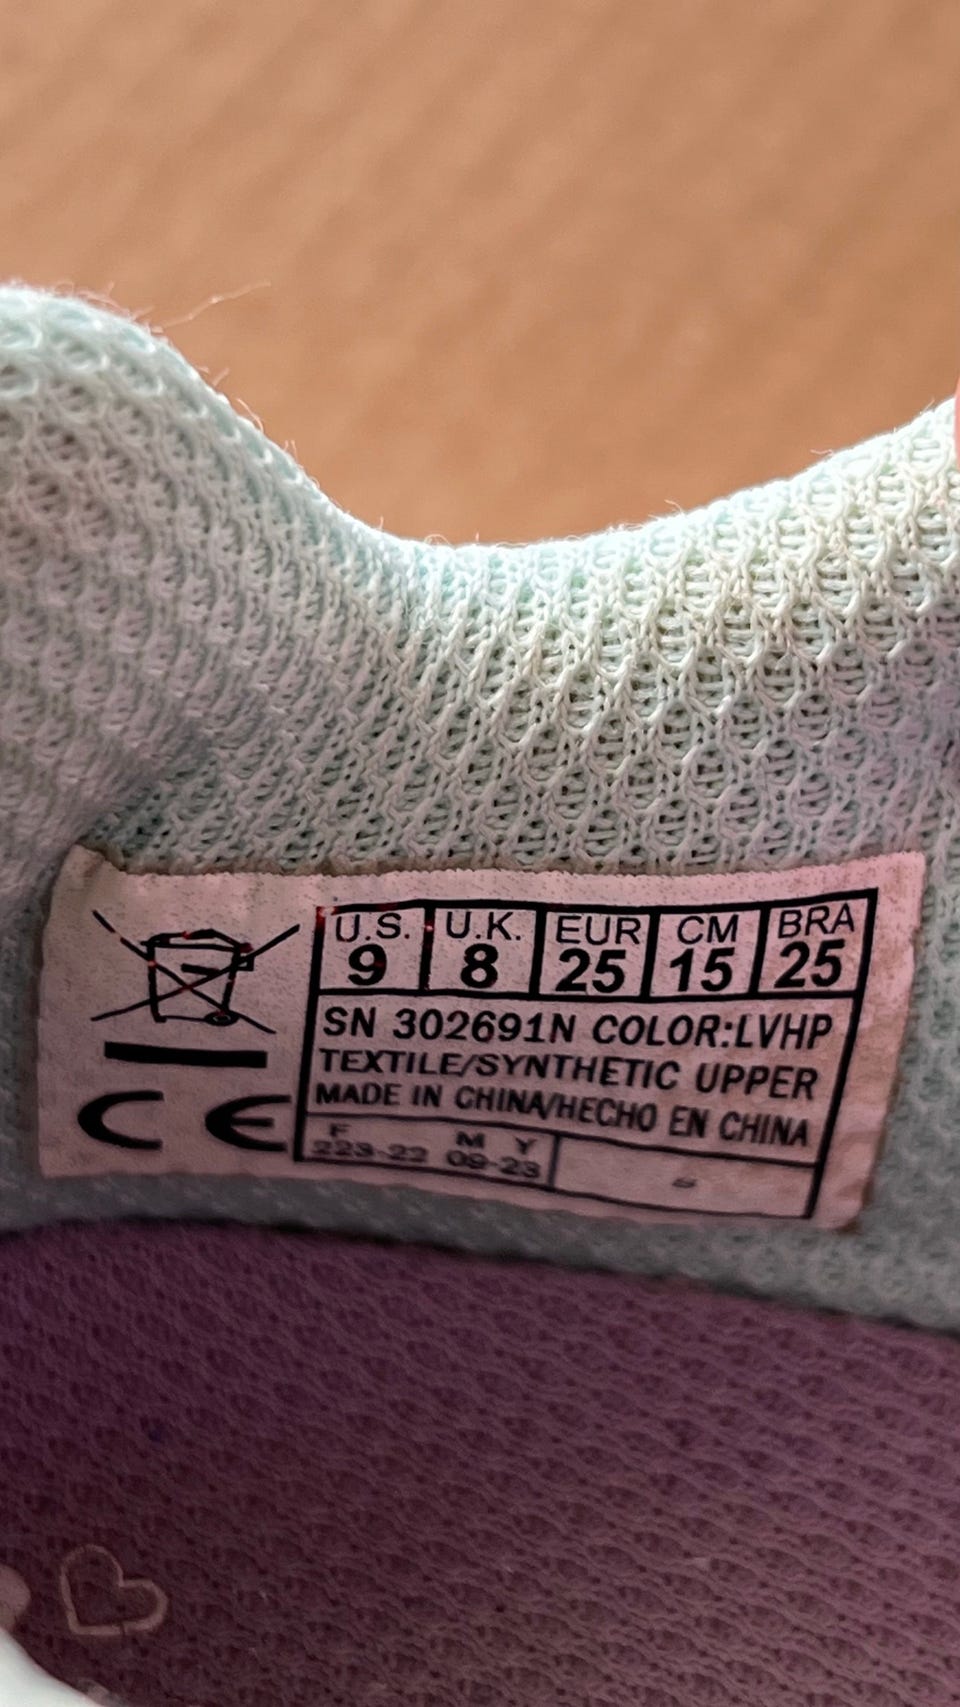 U.S. U.K. EUR CM BRA
9 8 25 15 25
SN 302691N COLOR:LVHP
TEXTILE/SYNTHETIC UPPER
MADE IN CHINA/HECHO EN CHINA
F M Y
223-22 09-23
CE